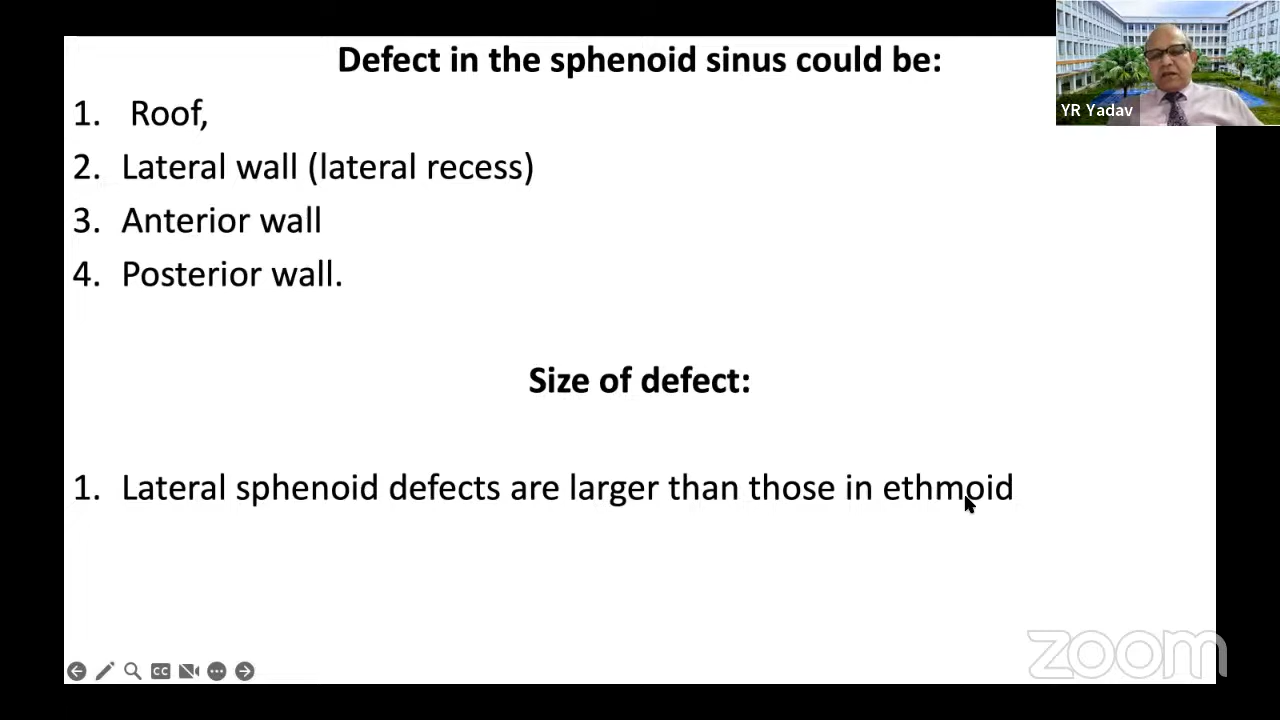 Defect in the sphenoid sinus could be:
YR Yadav
1. Roof,
2. Lateral wall (lateral recess)
3. Anterior wall
4. Posterior wall.
Size of defect:
1. Lateral sphenoid defects are larger than those in ethmoid
CC
zoom